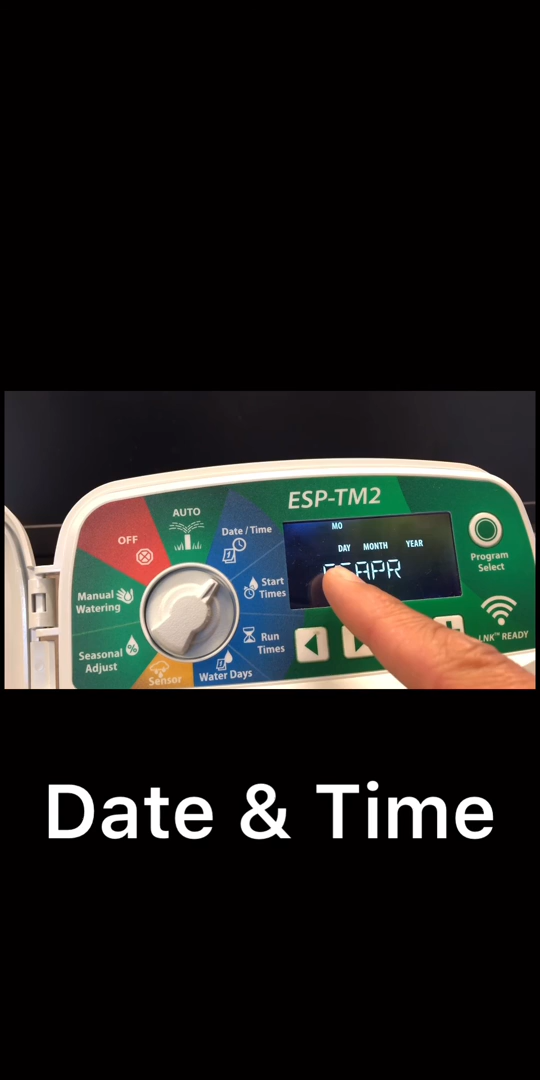 ESP-TM2
AUTO
OFF
Date / Time
Start
Times
Run
Times
Water Days
Sensor
Seasonal
Adjust
Manual
Watering
MO
DAY MONTH YEAR
APR
Program
Select
LNK™ READY
Date & Time